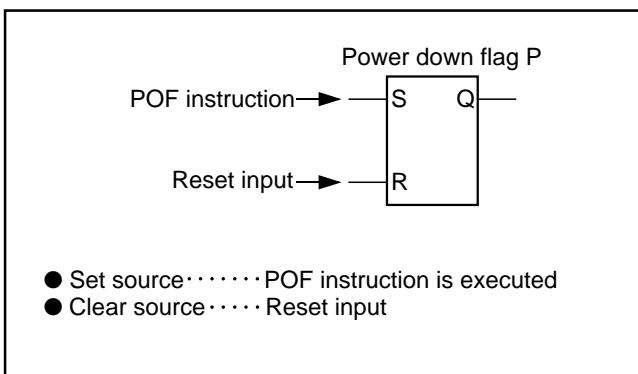 Power down flag P
POF instruction
S Q
Reset input
R
● Set source · · · · · · · POF instruction is executed
● Clear source · · · · · Reset input